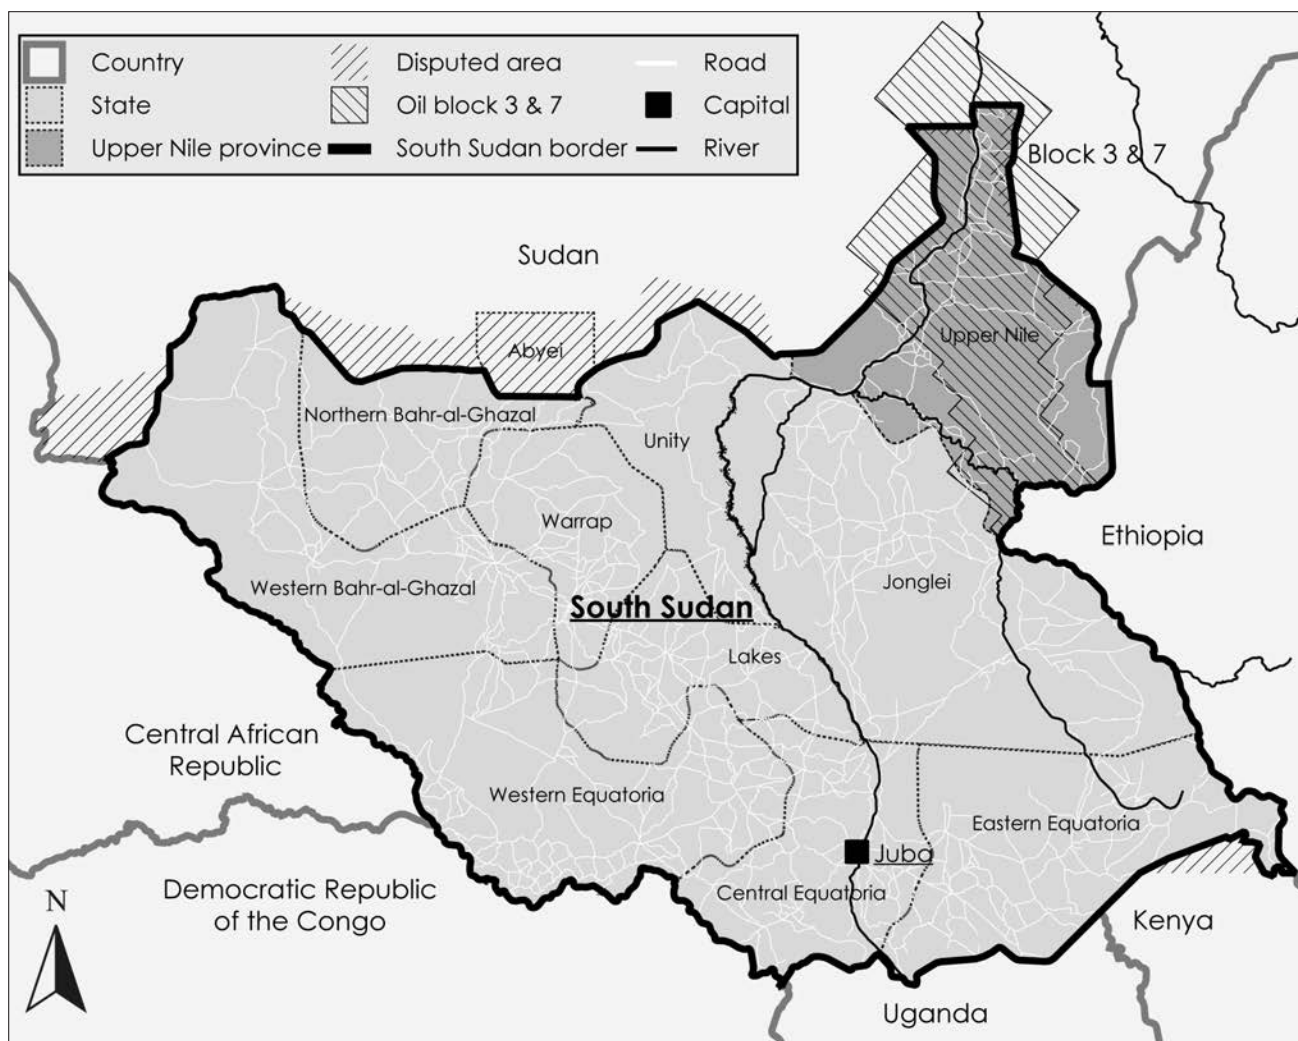 Country
Disputed area
Road
State
Oil block 3 & 7
Capital
Upper Nile province
South Sudan border
River
Block 3 & 7
Sudan
Upper Nile
Abyei
Northern Bahr-al-Ghazal
Unity
Warrap
Ethiopia
Western Bahr-al-Ghazal
Jonglei
South Sudan
Lakes
Central African
Republic
Western Equatoria
Eastern Equatoria
Juba
Democratic Republic
of the Congo
Central Equatoria
N
Kenya
Uganda